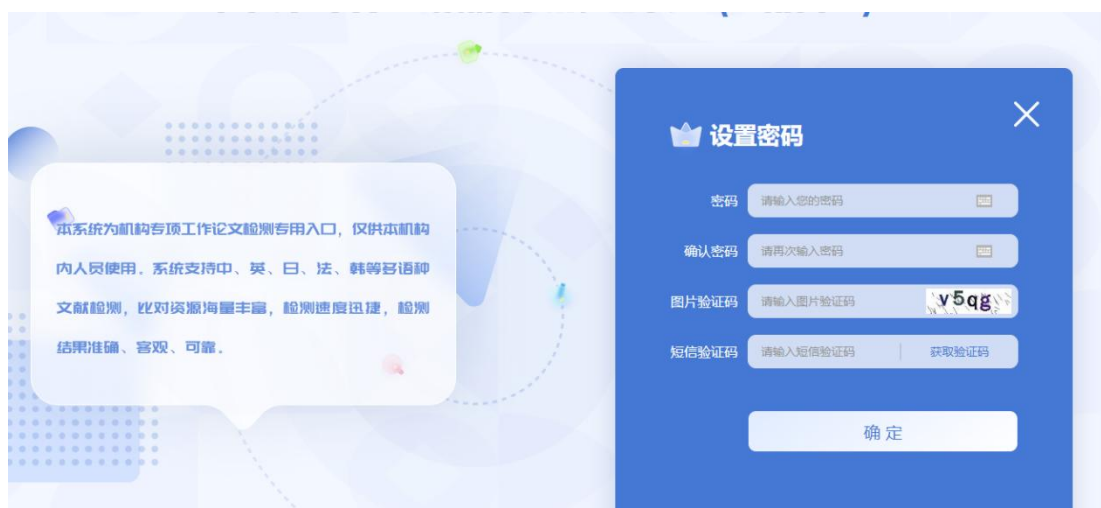 本系统为机构专项工作论文检测专用入口，仅供本机构
内人员使用。系统支持中、英、日、法、韩等多语种
文献检测，比对资源海量丰富，检测速度迅捷，检测
结果准确、客观、可靠。
设置密码
密码 请输入您的密码
确认密码 请再次输入密码
图片验证码 请输入图片验证码 v5qg
短信验证码 请输入短信验证码 获取验证码
确 定